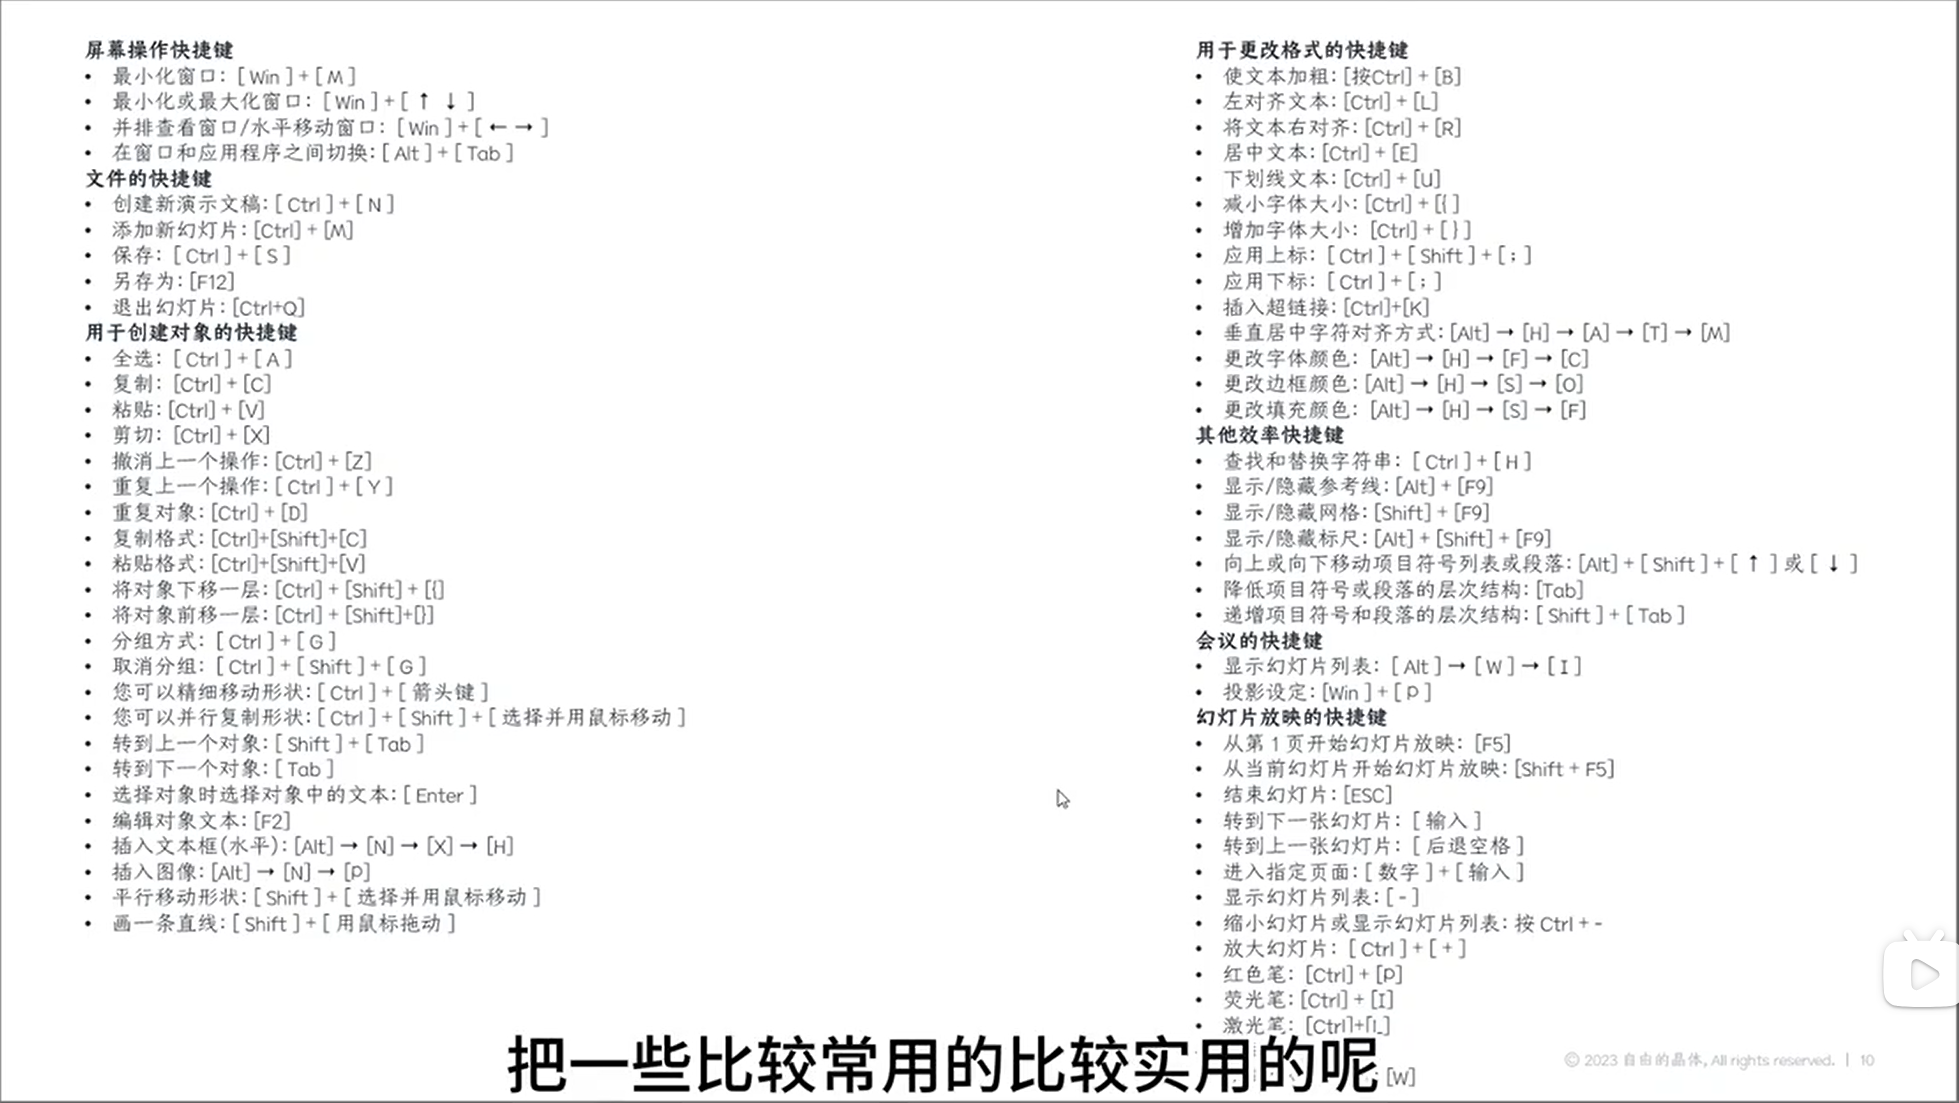 屏幕操作快捷键
• 最小化窗口：[ Win ] + [ M ]
• 最小化或最大化窗口：[ Win ] + [ ↑ ↓ ]
• 并排查看窗口/水平移动窗口：[ Win ] + [ ← → ]
• 在窗口和应用程序之间切换：[ Alt ] + [ Tab ]
文件的快捷键
• 创建新演示文稿：[ Ctrl ] + [ N ]
• 添加新幻灯片：[Ctrl] + [M]
• 保存：[ Ctrl ] + [ S ]
• 另存为：[F12]
• 退出幻灯片：[Ctrl+Q]
用于创建对象的快捷键
• 全选：[ Ctrl ] + [ A ]
• 复制：[Ctrl] + [C]
• 粘贴：[Ctrl] + [V]
• 剪切：[Ctrl] + [X]
• 撤消上一个操作：[Ctrl] + [Z]
• 重复上一个操作：[ Ctrl ] + [ Y ]
• 重复对象：[Ctrl] + [D]
• 复制格式：[Ctrl]+[Shift]+[C]
• 粘贴格式：[Ctrl]+[Shift]+[V]
• 将对象下移一层：[Ctrl] + [Shift] + [{]
• 将对象前移一层：[Ctrl] + [Shift]+[}]
• 分组方式：[ Ctrl ] + [ G ]
• 取消分组：[ Ctrl ] + [ Shift ] + [ G ]
• 您可以精细移动形状：[ Ctrl ] + [ 箭头键 ]
• 您可以并行复制形状：[ Ctrl ] + [ Shift ] + [ 选择并用鼠标移动 ]
• 转到上一个对象：[ Shift ] + [ Tab ]
• 转到下一个对象：[ Tab ]
• 选择对象时选择对象中的文本：[ Enter ]
• 编辑对象文本：[F2]
• 插入文本框(水平)：[Alt] → [N] → [X] → [H]
• 插入图像：[Alt] → [N] → [P]
• 平行移动形状：[ Shift ] + [ 选择并用鼠标移动 ]
• 画一条直线：[ Shift ] + [ 用鼠标拖动 ]
用于更改格式的快捷键
• 使文本加粗：[按Ctrl] + [B]
• 左对齐文本：[Ctrl] + [L]
• 将文本右对齐：[Ctrl] + [R]
• 居中文本：[Ctrl] + [E]
• 下划线文本：[Ctrl] + [U]
• 减小字体大小：[Ctrl] + [{ ]
• 增加字体大小：[Ctrl] + [ } ]
• 应用上标：[ Ctrl ] + [ Shift ] + [ ; ]
• 应用下标：[ Ctrl ] + [ ; ]
• 插入超链接：[Ctrl]+[K]
• 垂直居中字符对齐方式：[Alt] → [H] → [A] → [T] → [M]
• 更改字体颜色：[Alt] → [H] → [F] → [C]
• 更改边框颜色：[Alt] → [H] → [S] → [O]
• 更改填充颜色：[Alt] → [H] → [S] → [F]
其他效率快捷键
• 查找和替换字符串：[ Ctrl ] + [ H ]
• 显示/隐藏参考线：[Alt] + [F9]
• 显示/隐藏网格：[Shift] + [F9]
• 显示/隐藏标尺：[Alt] + [Shift] + [F9]
• 向上或向下移动项目符号列表或段落：[Alt] + [ Shift ] + [ ↑ ] 或 [ ↓ ]
• 降低项目符号或段落的层次结构：[Tab]
• 递增项目符号和段落的层次结构：[ Shift ] + [ Tab ]
会议的快捷键
• 显示幻灯片列表：[ Alt ] → [ W ] → [ I ]
• 投影设定：[Win ] + [ P ]
幻灯片放映的快捷键
• 从第 1 页开始幻灯片放映：[F5]
• 从当前幻灯片开始幻灯片放映：[Shift + F5]
• 结束幻灯片：[ESC]
• 转到下一张幻灯片：[ 输入 ]
• 转到上一张幻灯片：[ 后退空格 ]
• 进入指定页面：[ 数字 ] + [ 输入 ]
• 显示幻灯片列表：[ - ]
• 缩小幻灯片或显示幻灯片列表：按 Ctrl + -
• 放大幻灯片：[ Ctrl ] + [ + ]
• 红色笔：[Ctrl] + [P]
• 荧光笔：[Ctrl] + [I]
• 激光笔：[Ctrl]+[L]
[W]
把一些比较常用的比较实用的呢
© 2023 自由的晶体, All rights reserved. | 10